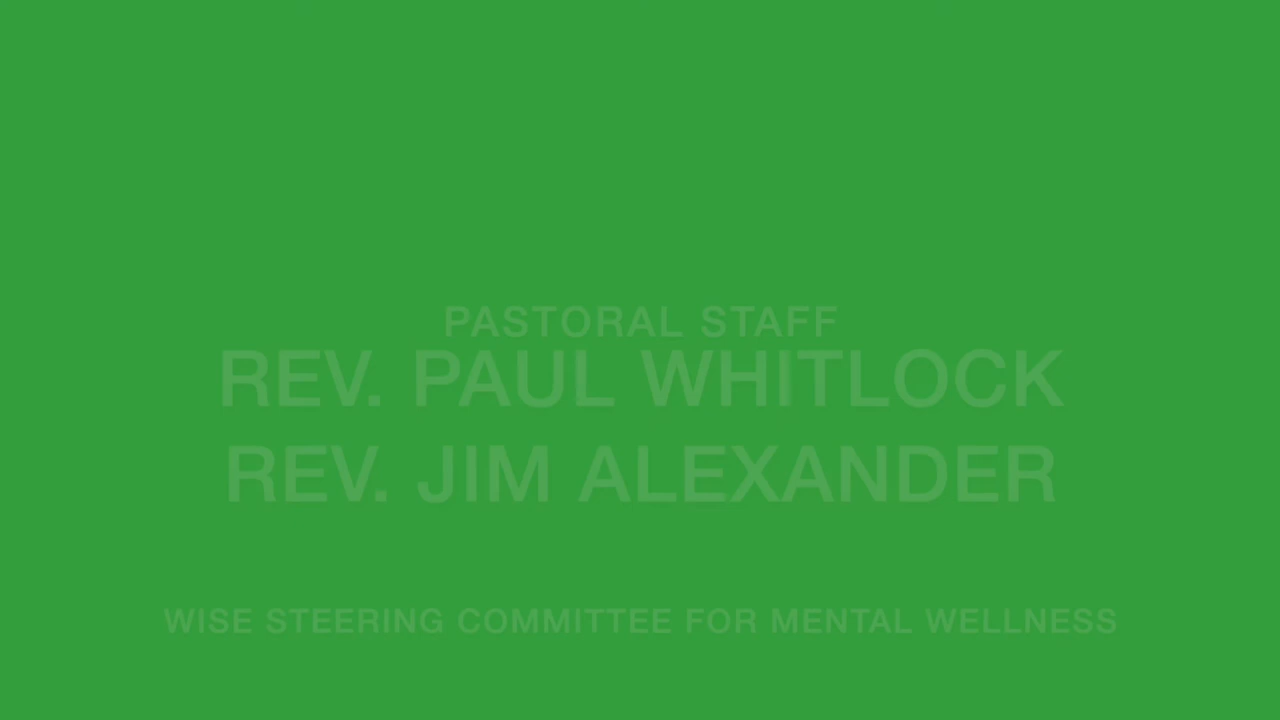 PASTORAL STAFF
REV. PAUL WHITLOCK
REV. JIM ALEXANDER
WISE STEERING COMMITTEE FOR MENTAL WELLNESS